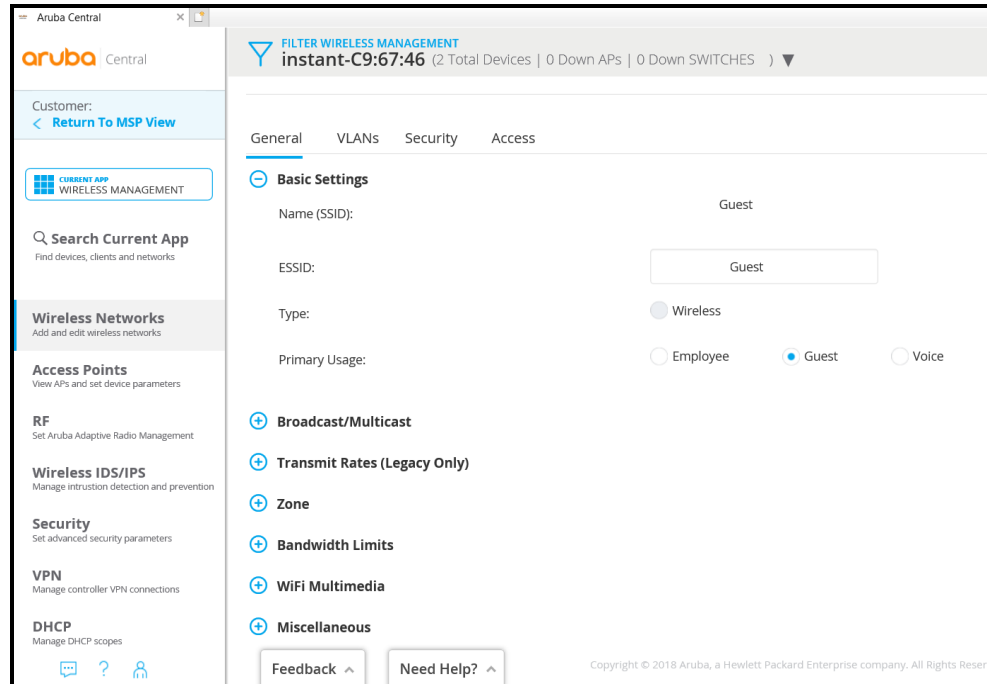 Aruba Central
aruba Central
FILTER WIRELESS MANAGEMENT
instant-C9:67:46 (2 Total Devices | 0 Down APs | 0 Down SWITCHES )
Customer:
Return To MSP View
General VLANs Security Access
CURRENT APP
WIRELESS MANAGEMENT
Basic Settings
Name (SSID): Guest
Search Current App
Find devices, clients and networks
ESSID: Guest
Type: Wireless
Wireless Networks
Add and edit wireless networks
Primary Usage: Employee Guest Voice
Access Points
View APs and set device parameters
RF
Set Aruba Adaptive Radio Management
Broadcast/Multicast
Transmit Rates (Legacy Only)
Wireless IDS/IPS
Manage intrustion detection and prevention
Zone
Security
Set advanced security parameters
Bandwidth Limits
VPN
Manage controller VPN connections
WiFi Multimedia
DHCP
Manage DHCP scopes
Miscellaneous
Feedback Need Help?
Copyright © 2018 Aruba, a Hewlett Packard Enterprise company. All Rights Reser